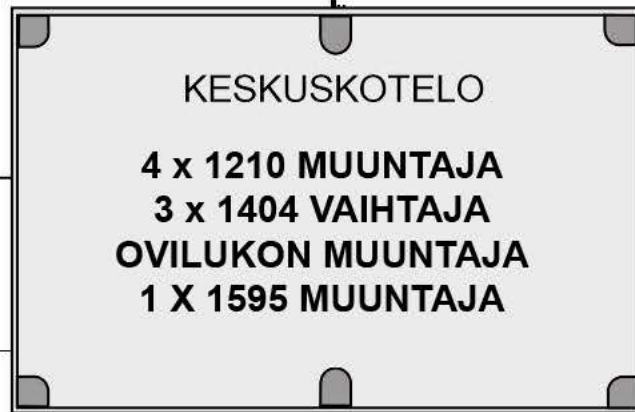 KESKUSKOTELO
4 x 1210 MUUNTAJA
3 x 1404 VAIHTAJA
OVILUKON MUUNTAJA
1 X 1595 MUUNTAJA